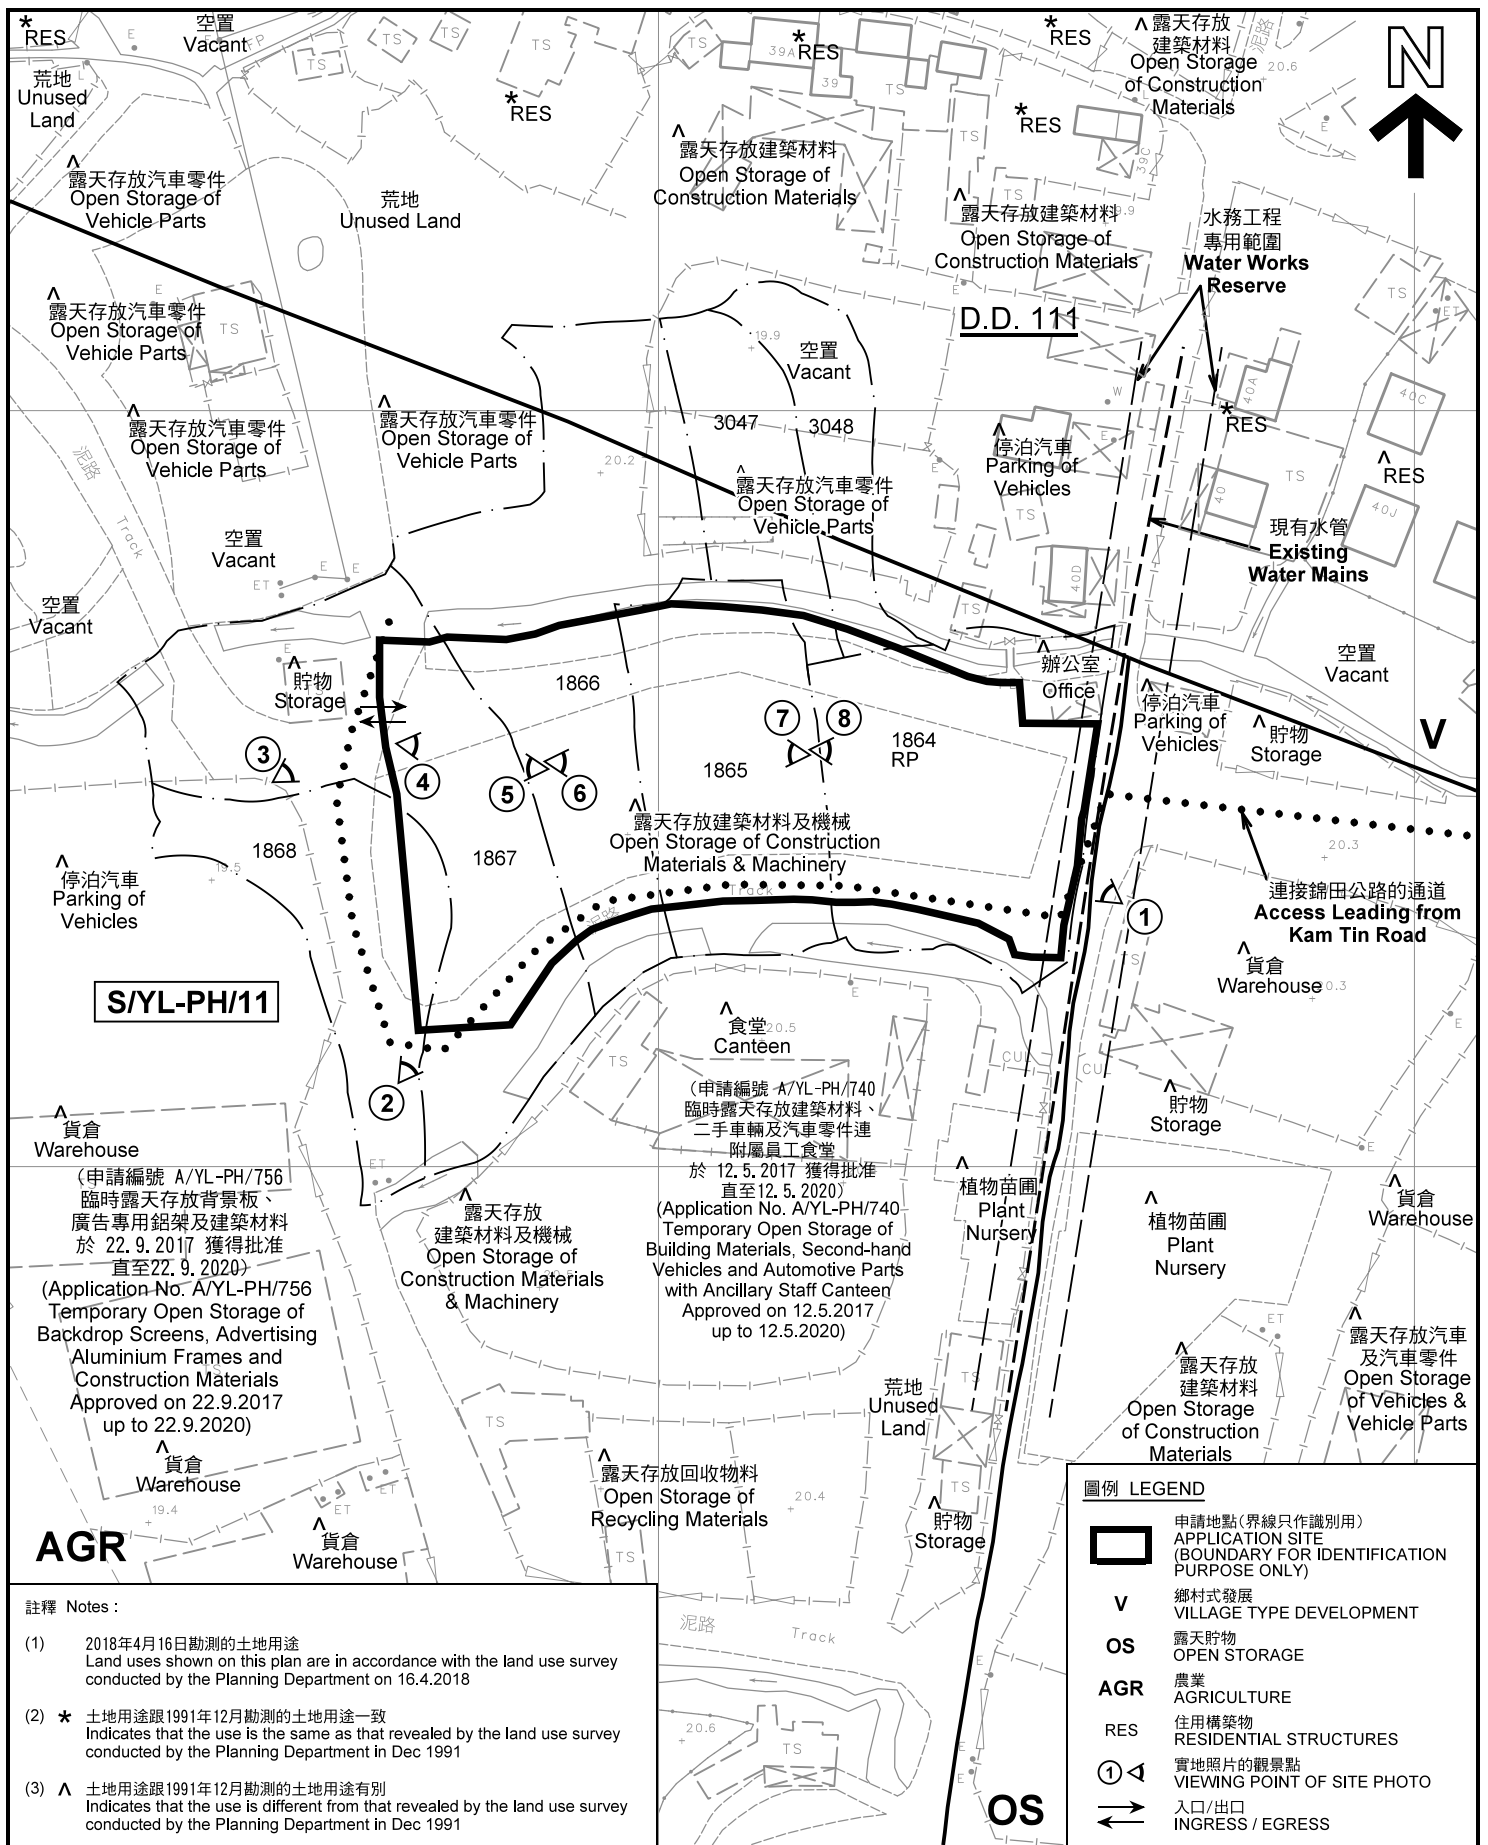 * RES
空置
Vacant
荒地
Unused
Land
* RES
* RES
* RES
* RES
^ 露天存放
建築材料
Open Storage
of Construction
Materials
N
^
露天存放汽車零件
Open Storage of
Vehicle Parts
荒地
Unused Land
^
露天存放建築材料
Open Storage of
Construction Materials
^
露天存放建築材料
Open Storage of
Construction Materials
水務工程
專用範圍
Water Works
Reserve
^
露天存放汽車零件
Open Storage of
Vehicle Parts
D.D. 111
空置
Vacant
3047
3048
^
露天存放汽車零件
Open Storage of
Vehicle Parts
^
露天存放汽車零件
Open Storage of
Vehicle Parts
^
露天存放汽車零件
Open Storage of
Vehicle Parts
^
停泊汽車
Parking of
Vehicles
* RES
^
RES
現有水管
Existing
Water Mains
空置
Vacant
空置
Vacant
泥路
Track
^
貯物
Storage
1866
^
辦公室
Office
空置
Vacant
^
停泊汽車
Parking of
Vehicles
^
貯物
Storage
V
3
4
5
6
7
8
1865
1864
RP
^
露天存放建築材料及機械
Open Storage of Construction
Materials & Machinery
1867
1868
^
停泊汽車
Parking of
Vehicles
泥路
Track
1
連接錦田公路的通道
Access Leading from
Kam Tin Road
^
貨倉
Warehouse
S/YL-PH/11
2
^
食堂
Canteen
(申請編號 A/YL-PH/740
臨時露天存放建築材料、
二手車輛及汽車零件連
附屬員工食堂
於 12.5.2017 獲得批准
直至12.5.2020)
(Application No. A/YL-PH/740
Temporary Open Storage of
Building Materials, Second-hand
Vehicles and Automotive Parts
with Ancillary Staff Canteen
Approved on 12.5.2017
up to 12.5.2020)
^
貨倉
Warehouse
(申請編號 A/YL-PH/756
臨時露天存放背景板、
廣告專用鋁架及建築材料
於 22.9.2017 獲得批准
直至22.9.2020)
(Application No. A/YL-PH/756
Temporary Open Storage of
Backdrop Screens, Advertising
Aluminium Frames and
Construction Materials
Approved on 22.9.2017
up to 22.9.2020)
^
露天存放
建築材料及機械
Open Storage of
Construction Materials
& Machinery
^
貯物
Storage
^
植物苗圃
Plant
Nursery
^
植物苗圃
Plant
Nursery
^
貨倉
Warehouse
^
露天存放
建築材料
Open Storage
of Construction
Materials
^
露天存放汽車
及汽車零件
Open Storage
of Vehicles &
Vehicle Parts
荒地
Unused
Land
^
貨倉
Warehouse
^
露天存放回收物料
Open Storage of
Recycling Materials
^
貯物
Storage
^
貨倉
Warehouse
AGR
OS
泥路
Track
註釋 Notes :
(1) 2018年4月16日勘測的土地用途
Land uses shown on this plan are in accordance with the land use survey
conducted by the Planning Department on 16.4.2018
(2) * 土地用途跟1991年12月勘測的土地用途一致
Indicates that the use is the same as that revealed by the land use survey
conducted by the Planning Department in Dec 1991
(3) ^ 土地用途跟1991年12月勘測的土地用途有別
Indicates that the use is different from that revealed by the land use survey
conducted by the Planning Department in Dec 1991
圖例 LEGEND
申請地點(界線只作識別用)
APPLICATION SITE
(BOUNDARY FOR IDENTIFICATION
PURPOSE ONLY)
V 鄉村式發展
VILLAGE TYPE DEVELOPMENT
OS 露天貯物
OPEN STORAGE
AGR 農業
AGRICULTURE
RES 住用構築物
RESIDENTIAL STRUCTURES
1 實地照片的觀景點
VIEWING POINT OF SITE PHOTO
入口/出口
INGRESS / EGRESS